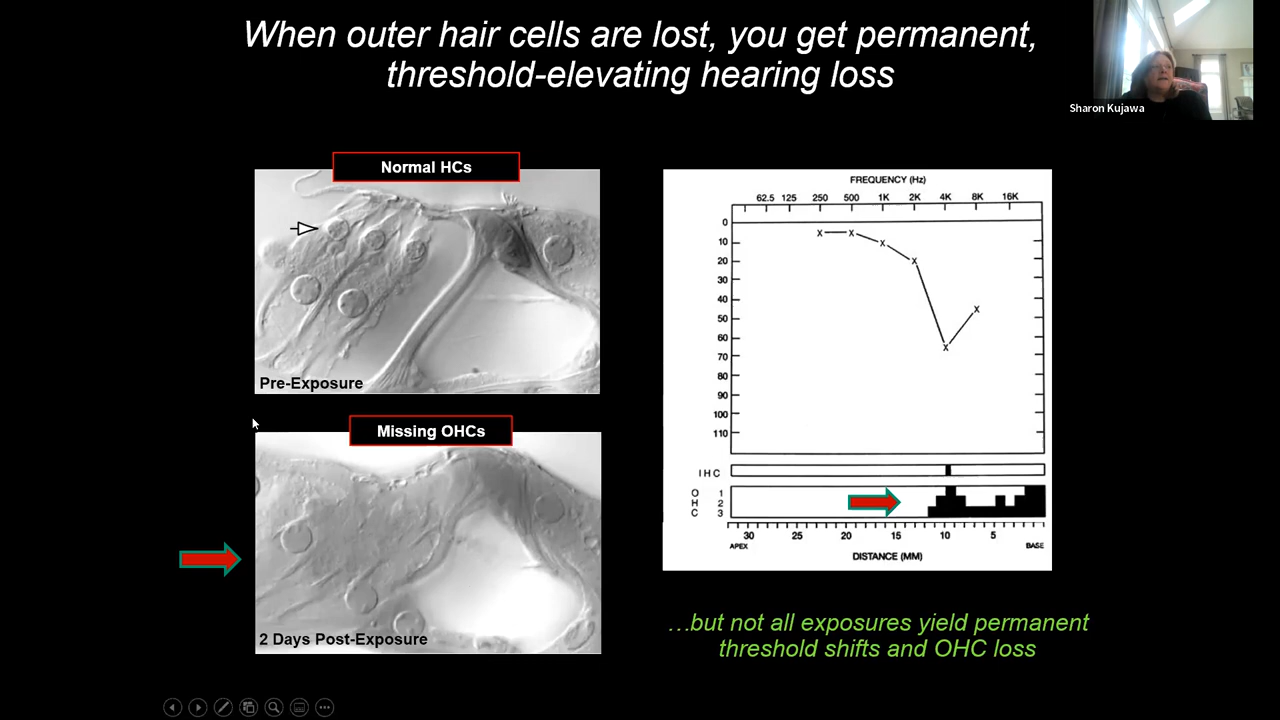 When outer hair cells are lost, you get permanent,
threshold-elevating hearing loss
Sharon Kujawa
Normal HCs
Pre-Exposure
Missing OHCs
2 Days Post-Exposure
FREQUENCY (Hz)
62.5 125 250 500 1K 2K 4K 8K 16K
0
10
20
30
40
50
60
70
80
90
100
110
IHC
O 1
H 2
C 3
30 25 20 15 10 5
APEX BASE
DISTANCE (MM)
…but not all exposures yield permanent
threshold shifts and OHC loss